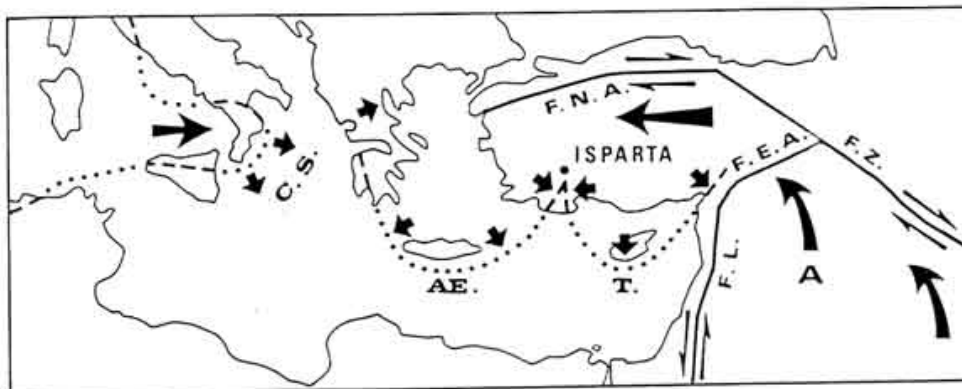 F. N. A.
ISPARTA
F. E. A.
F. Z.
C. S.
F. L.
A
AE.
T.